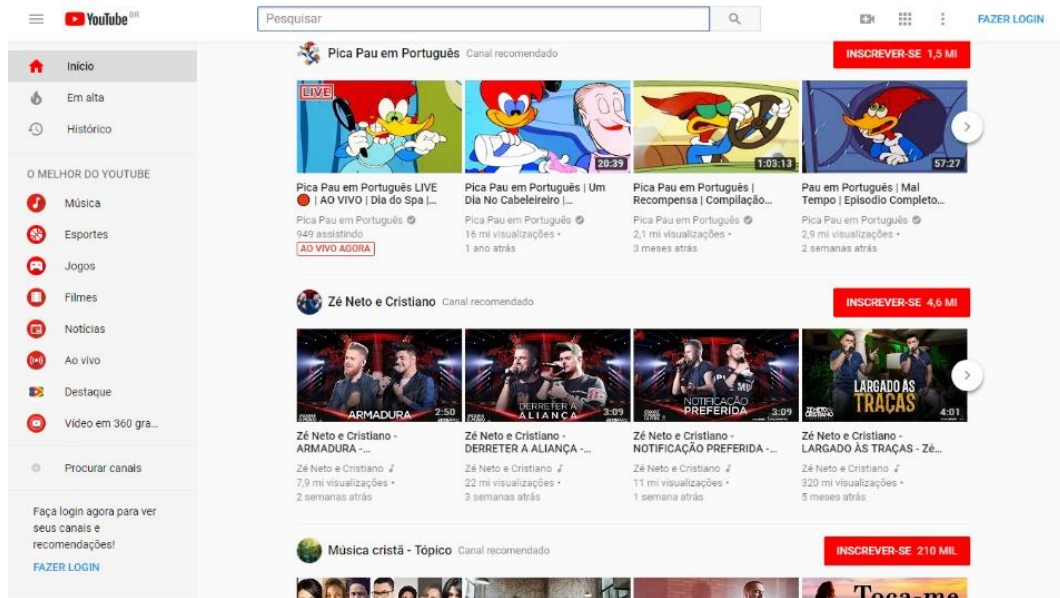 YouTube BR
Pesquisar
FAZER LOGIN
Início
Em alta
Histórico
O MELHOR DO YOUTUBE
Música
Esportes
Jogos
Filmes
Notícias
Ao vivo
Destaque
Vídeo em 360 gra...
Procurar canais
Faça login agora para ver
seus canais e
recomendações!
FAZER LOGIN
Pica Pau em Português Canal recomendado
INSCREVER-SE 1,5 MI
LIVE
20:39
1:03:13
57:27
Pica Pau em Português LIVE
| AO VIVO | Dia do Spa |...
Pica Pau em Português
949 assistindo
AO VIVO AGORA
Pica Pau em Português | Um
Dia No Cabeleireiro |...
Pica Pau em Português
16 mi visualizações •
1 ano atrás
Pica Pau em Português |
Recompensa | Compilação...
Pica Pau em Português
2,1 mi visualizações •
3 meses atrás
Pau em Português | Mal
Tempo | Episodio Completo...
Pica Pau em Português
2,9 mi visualizações •
2 semanas atrás
Zé Neto e Cristiano Canal recomendado
INSCREVER-SE 4,6 MI
ARMADURA
2:50
DERRETER A
ALIANÇA
3:09
NOTIFICAÇÃO
PREFERIDA
3:09
LARGADO ÀS
TRAÇAS
4:01
Zé Neto e Cristiano -
ARMADURA -...
Zé Neto e Cristiano
7,9 mi visualizações •
2 semanas atrás
Zé Neto e Cristiano -
DERRETER A ALIANÇA -...
Zé Neto e Cristiano
22 mi visualizações •
3 semanas atrás
Zé Neto e Cristiano -
NOTIFICAÇÃO PREFERIDA -...
Zé Neto e Cristiano
11 mi visualizações •
1 semana atrás
Zé Neto e Cristiano -
LARGADO ÀS TRAÇAS - Zé...
Zé Neto e Cristiano
320 mi visualizações •
5 meses atrás
Música cristã - Tópico Canal recomendado
INSCREVER-SE 210 MIL
Toca-me